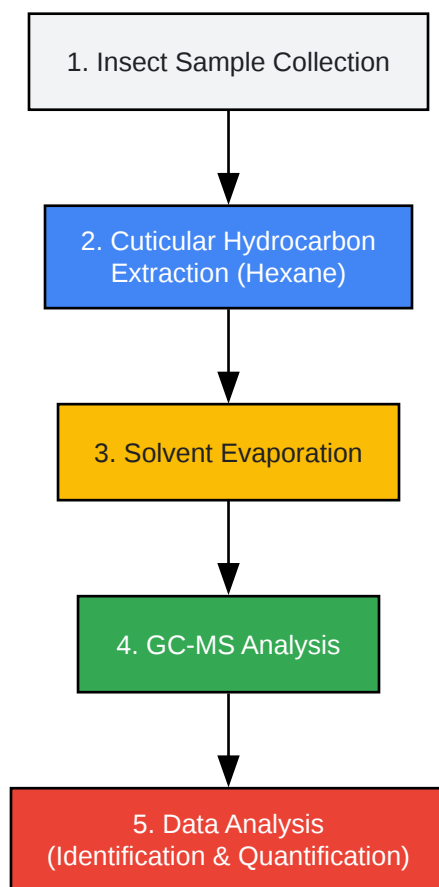 1. Insect Sample Collection
2. Cuticular Hydrocarbon
Extraction (Hexane)
3. Solvent Evaporation
4. GC-MS Analysis
5. Data Analysis
(Identification & Quantification)